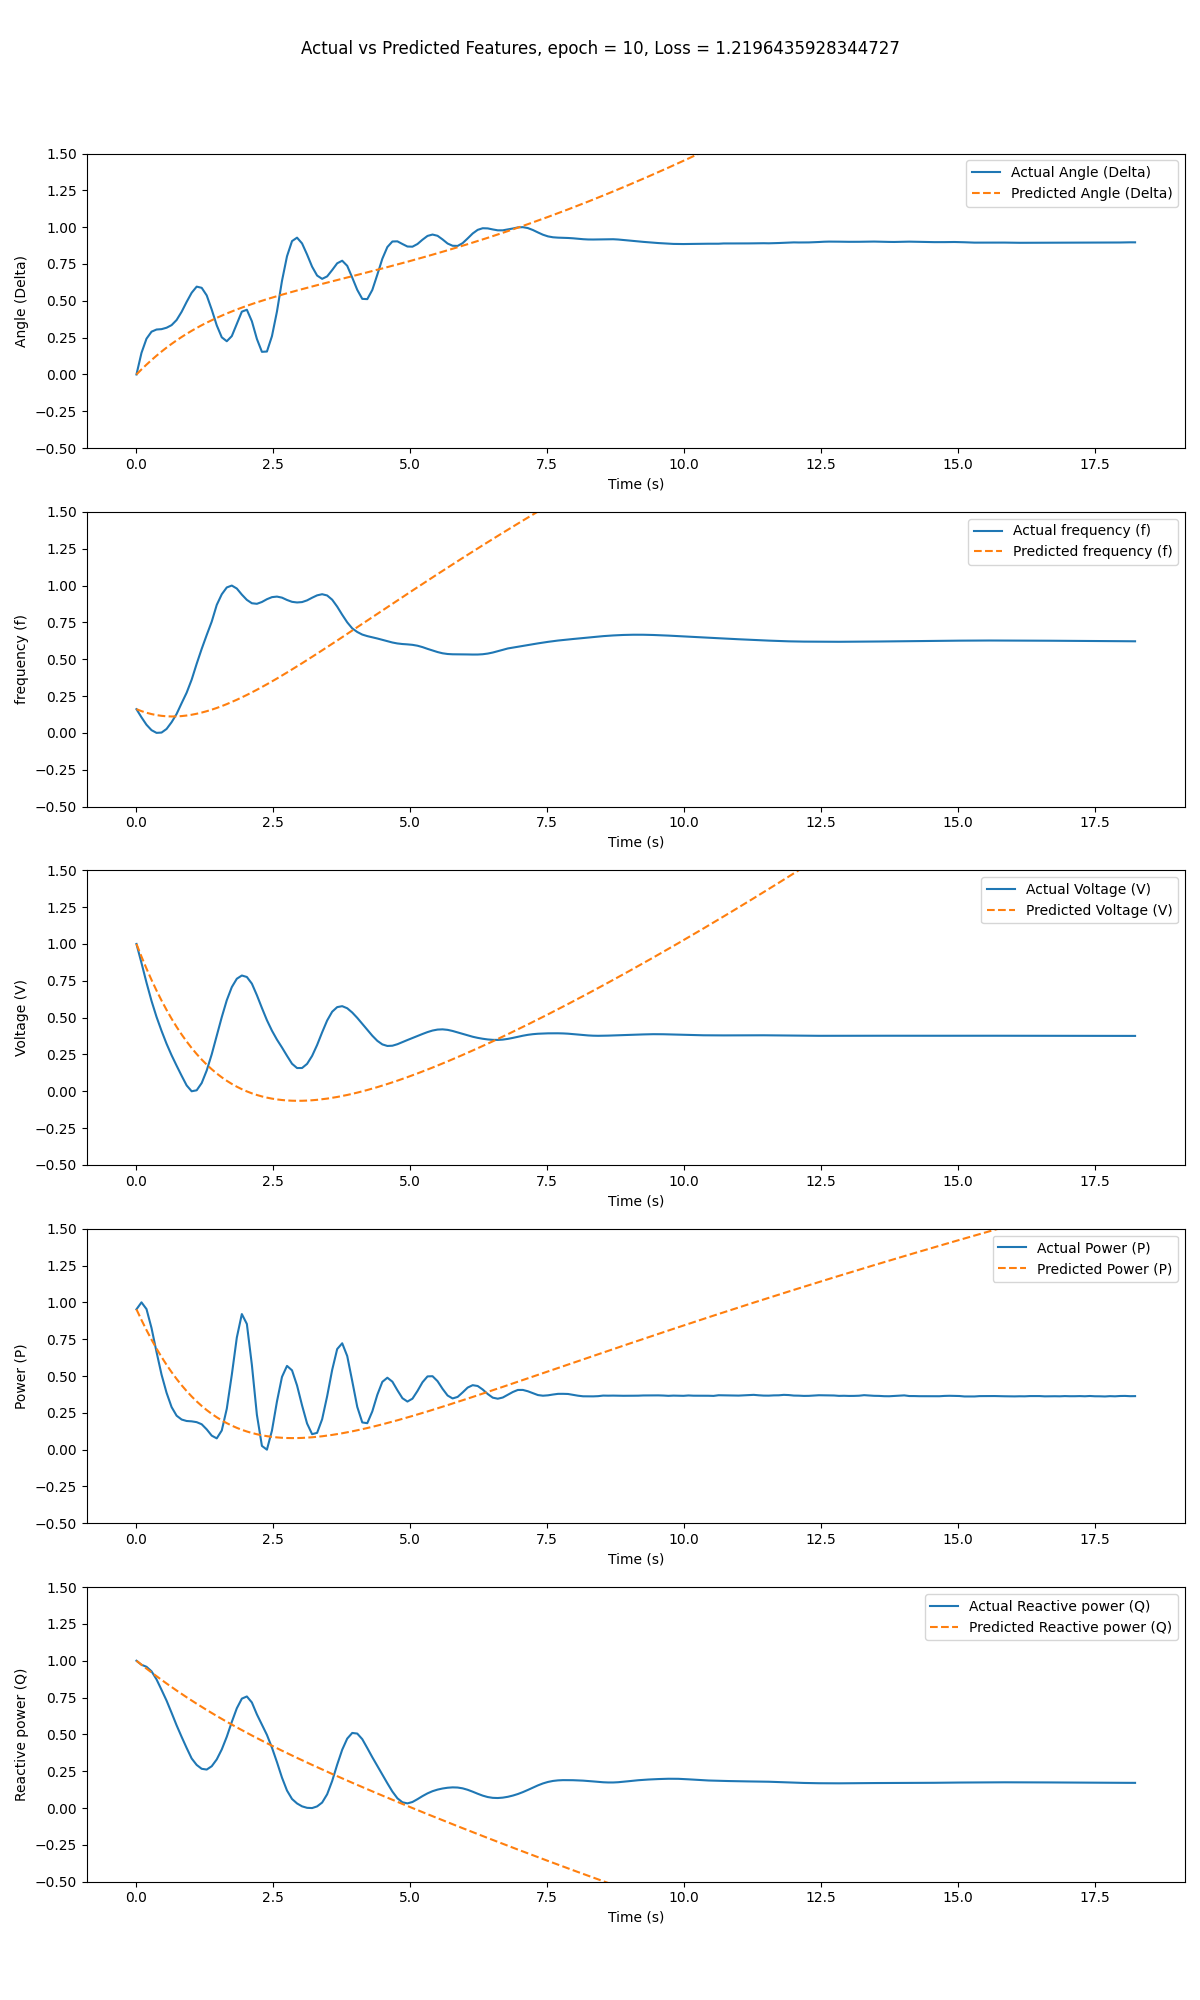 Actual vs Predicted Features, epoch = 10, Loss = 1.2196435928344727
1.50
1.25
1.00
0.75
0.50
0.25
0.00
−0.25
−0.50
Angle (Delta)
Actual Angle (Delta)
Predicted Angle (Delta)
0.0 2.5 5.0 7.5 10.0 12.5 15.0 17.5
Time (s)
1.50
1.25
1.00
0.75
0.50
0.25
0.00
−0.25
−0.50
frequency (f)
Actual frequency (f)
Predicted frequency (f)
0.0 2.5 5.0 7.5 10.0 12.5 15.0 17.5
Time (s)
1.50
1.25
1.00
0.75
0.50
0.25
0.00
−0.25
−0.50
Voltage (V)
Actual Voltage (V)
Predicted Voltage (V)
0.0 2.5 5.0 7.5 10.0 12.5 15.0 17.5
Time (s)
1.50
1.25
1.00
0.75
0.50
0.25
0.00
−0.25
−0.50
Power (P)
Actual Power (P)
Predicted Power (P)
0.0 2.5 5.0 7.5 10.0 12.5 15.0 17.5
Time (s)
1.50
1.25
1.00
0.75
0.50
0.25
0.00
−0.25
−0.50
Reactive power (Q)
Actual Reactive power (Q)
Predicted Reactive power (Q)
0.0 2.5 5.0 7.5 10.0 12.5 15.0 17.5
Time (s)